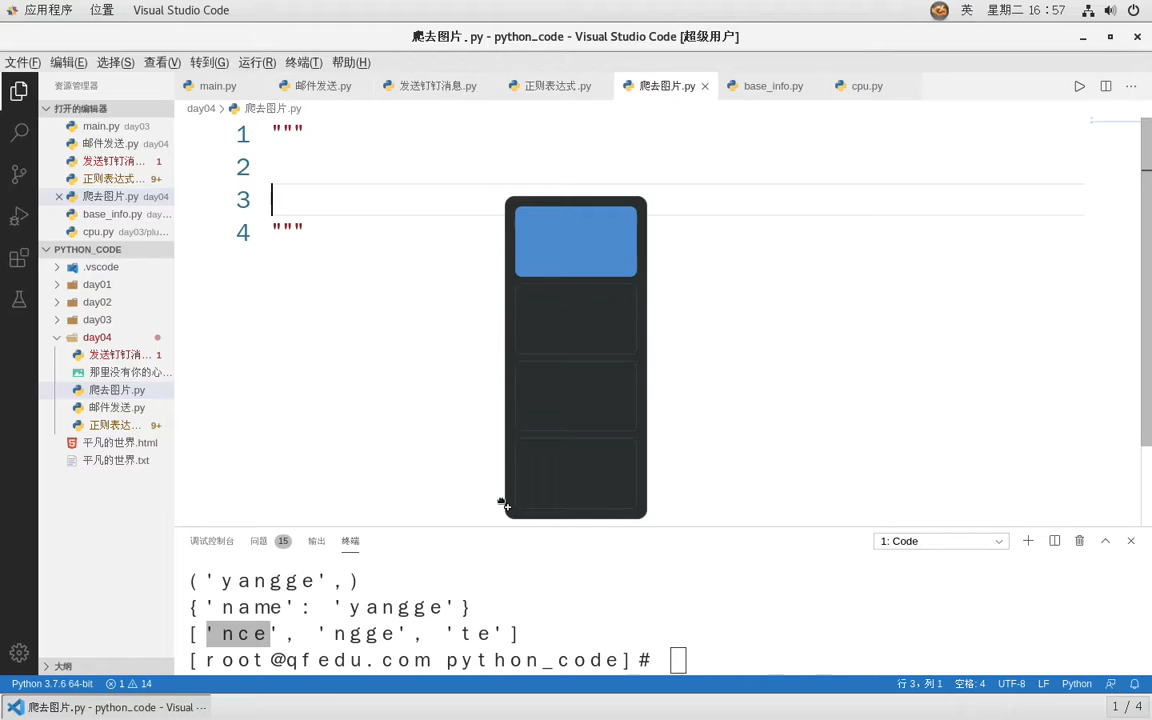 应用程序 位置 Visual Studio Code 英 星期二 16:57
爬去图片.py - python_code - Visual Studio Code [超级用户]
文件(F) 编辑(E) 选择(S) 查看(V) 转到(G) 运行(R) 终端(T) 帮助(H)
资源管理器
main.py 邮件发送.py 发送钉钉消息.py 正则表达式.py 爬去图片.py base_info.py cpu.py
打开的编辑器
day04 > 爬去图片.py
main.py day03
邮件发送.py day04
发送钉钉消... 1
正则表达式... 9+
爬去图片.py day04
base_info.py day...
cpu.py day03/plu...
1 """
2
3
4 """
PYTHON_CODE
.vscode
day01
day02
day03
day04
发送钉钉消... 1
那里没有你的心...
爬去图片.py
邮件发送.py
正则表达... 9+
平凡的世界.html
平凡的世界.txt
大纲
调试控制台 问题 15 输出 终端 1: Code
('yangge',)
{'name': 'yangge'}
['nce', 'ngge', 'te']
[root@qfedu.com python_code]#
Python 3.7.6 64-bit 1 14 行 3, 列 1 空格: 4 UTF-8 LF Python
爬去图片.py - python_code - Visual ... 1 / 4